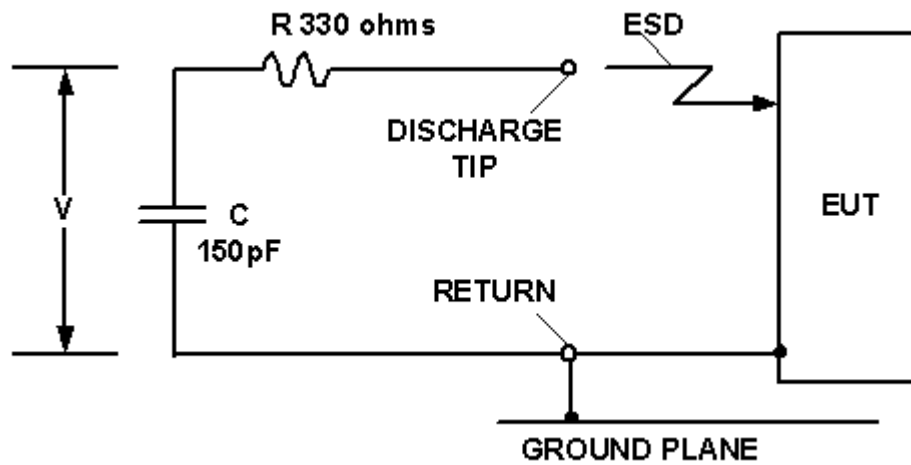 R 330 ohms
ESD
DISCHARGE
TIP
V
C
150pF
EUT
RETURN
GROUND PLANE